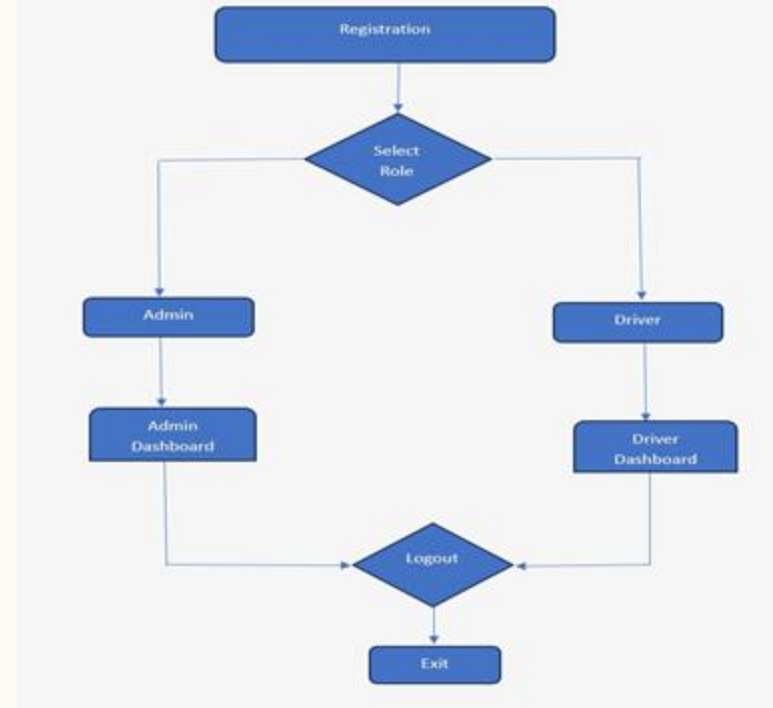 Registration
Select
Role
Admin
Driver
Admin
Dashboard
Driver
Dashboard
Logout
Exit